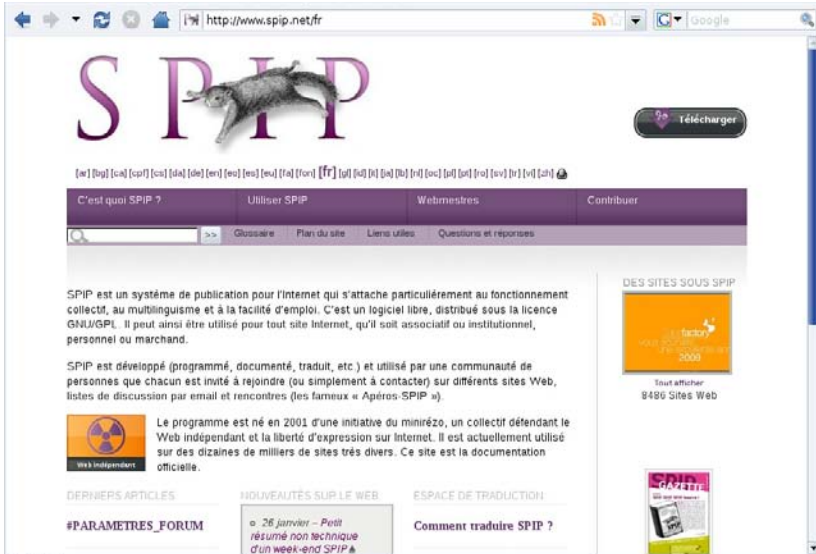 http://www.spip.net/fr
Google
SPIP
Télécharger
[ar] [bg] [ca] [cpf] [cs] [da] [de] [en] [eo] [es] [eu] [fa] [fon] [fr] [gl] [id] [it] [ja] [lb] [nl] [oc] [pl] [pt] [ro] [sv] [tr] [vi] [zh]
C'est quoi SPIP ? Utiliser SPIP Webmestres Contribuer
>> Glossaire Plan du site Liens utiles Questions et réponses
SPIP est un système de publication pour l'Internet qui s'attache particulièrement au fonctionnement
collectif, au multilinguisme et à la facilité d'emploi. C'est un logiciel libre, distribué sous la licence
GNU/GPL. Il peut ainsi être utilisé pour tout site Internet, qu'il soit associatif ou institutionnel,
personnel ou marchand.
SPIP est développé (programmé, documenté, traduit, etc.) et utilisé par une communauté de
personnes que chacun est invité à rejoindre (ou simplement à contacter) sur différents sites Web,
listes de discussion par email et rencontres (les fameux « Apéros-SPIP »).
Le programme est né en 2001 d'une initiative du minirézo, un collectif défendant le
Web indépendant et la liberté d'expression sur Internet. Il est actuellement utilisé
sur des dizaines de milliers de sites très divers. Ce site est la documentation
officielle.
Web indépendant
DES SITES SOUS SPIP
factory
2009
Tout afficher
8486 Sites Web
SPIP
GAZETTE
DERNIERS ARTICLES
#PARAMETRES_FORUM
NOUVEAUTÉS SUR LE WEB
26 janvier – Petit
résumé non technique
d'un week-end SPIP
ESPACE DE TRADUCTION
Comment traduire SPIP ?